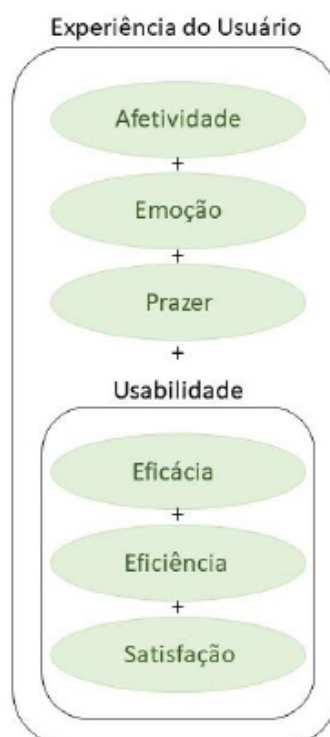 Experiência do Usuário
Afetividade
+
Emoção
+
Prazer
+
Usabilidade
Eficácia
+
Eficiência
+
Satisfação